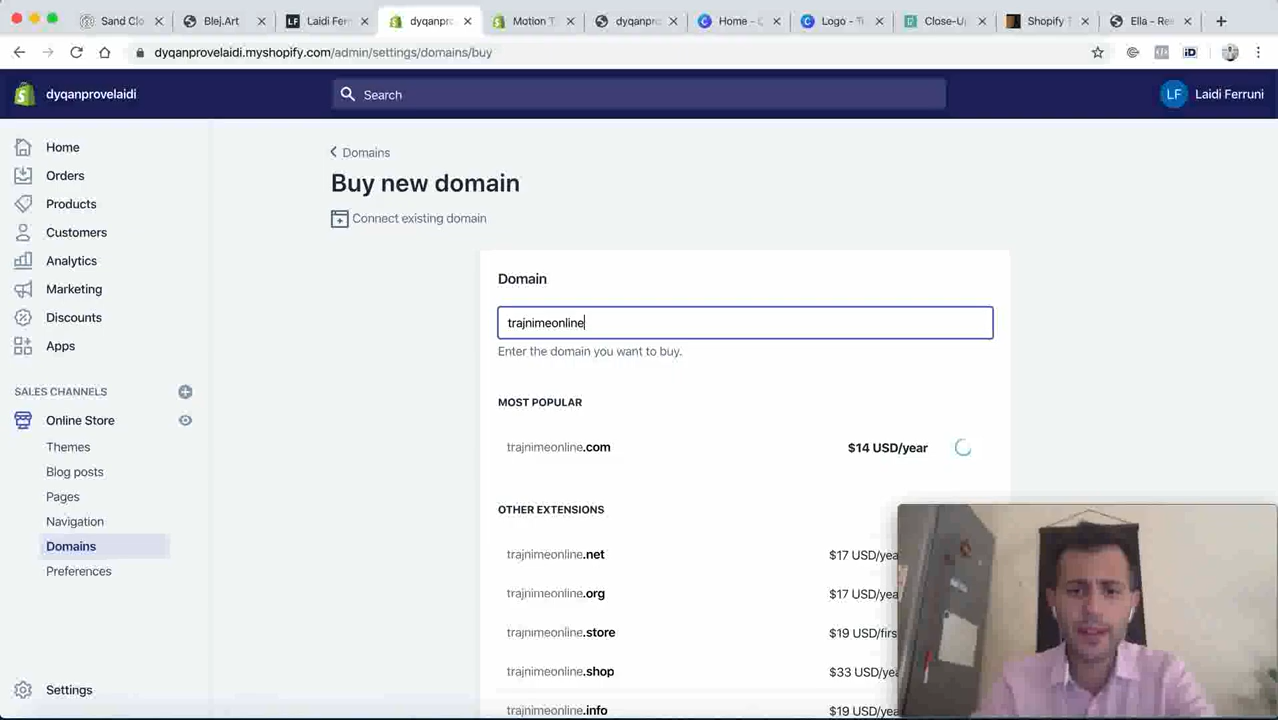 Sand Clo
Blej.Art
Laidi Fer
dyqanpro
Motion T
dyqanpr
Home - C
Logo - Ti
Close-U
Shopify T
Ella - Re
dyqanprovelaidi.myshopify.com/admin/settings/domains/buy
dyqanprovelaidi
Search
LF Laidi Ferruni
Home
Orders
Products
Customers
Analytics
Marketing
Discounts
Apps
SALES CHANNELS
Online Store
Themes
Blog posts
Pages
Navigation
Domains
Preferences
Settings
Domains
Buy new domain
Connect existing domain
Domain
trajnimeonline
Enter the domain you want to buy.
MOST POPULAR
trajnimeonline.com $14 USD/year
OTHER EXTENSIONS
trajnimeonline.net $17 USD/yea
trajnimeonline.org $17 USD/yea
trajnimeonline.store $19 USD/firs
trajnimeonline.shop $33 USD/yea
trajnimeonline.info $19 USD/yea